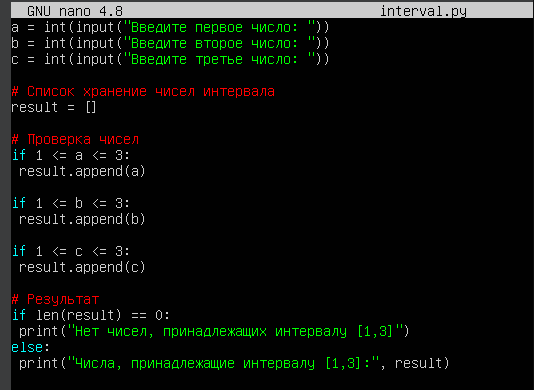 GNU nano 4.8 interval.py
a = int(input("Введите первое число: "))
b = int(input("Введите второе число: "))
c = int(input("Введите третье число: "))
# Список хранение чисел интервала
result = []
# Проверка чисел
if 1 <= a <= 3:
 result.append(a)
if 1 <= b <= 3:
 result.append(b)
if 1 <= c <= 3:
 result.append(c)
# Результат
if len(result) == 0:
 print("Нет чисел, принадлежащих интервалу [1,3]")
else:
 print("Числа, принадлежащие интервалу [1,3]:", result)